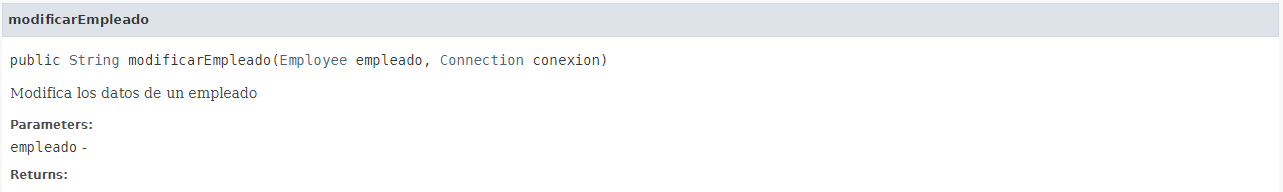 modificarEmpleado
public String modificarEmpleado(Employee empleado, Connection conexion)
Modifica los datos de un empleado
Parameters:
empleado -
Returns: